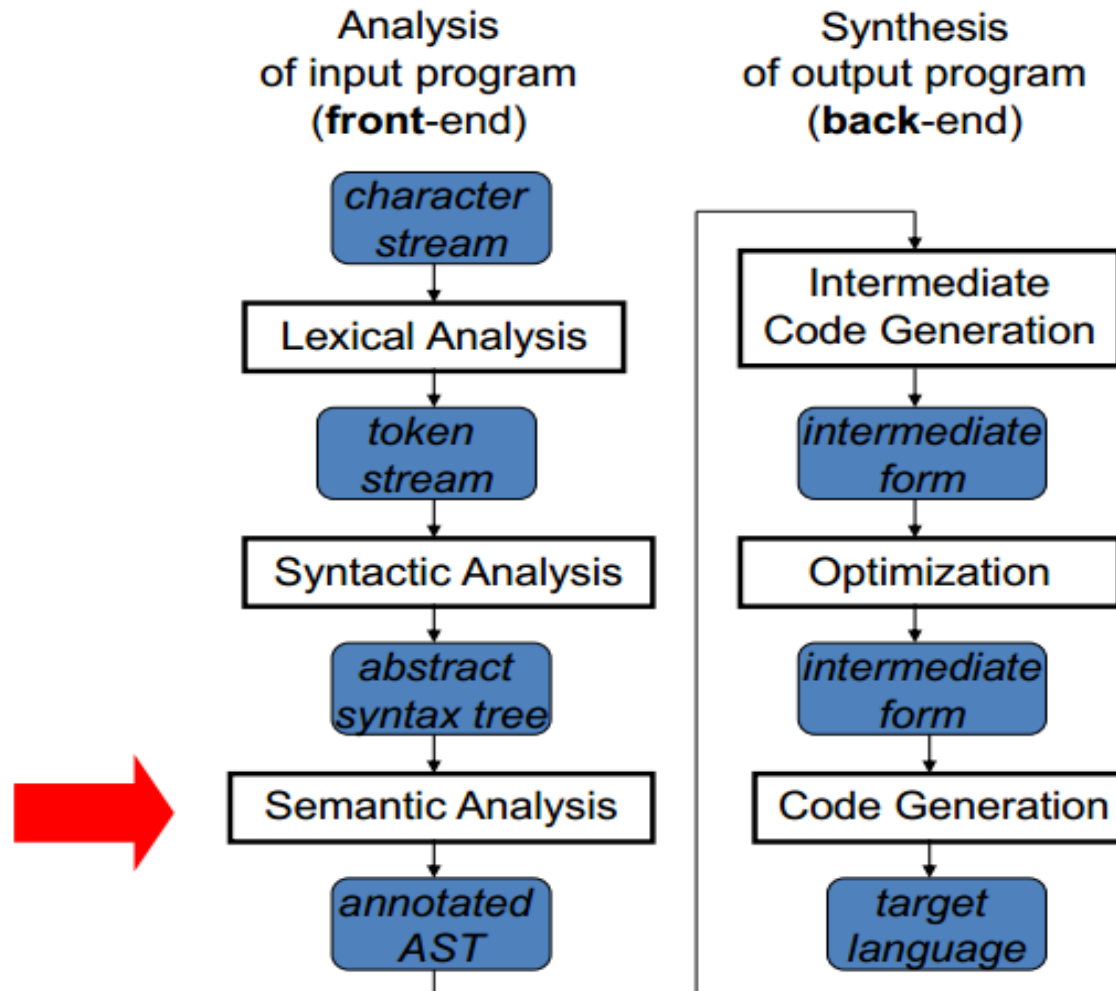 Analysis
of input program
(front-end)
character
stream
Lexical Analysis
token
stream
Syntactic Analysis
abstract
syntax tree
Semantic Analysis
annotated
AST
Synthesis
of output program
(back-end)
Intermediate
Code Generation
intermediate
form
Optimization
intermediate
form
Code Generation
target
language